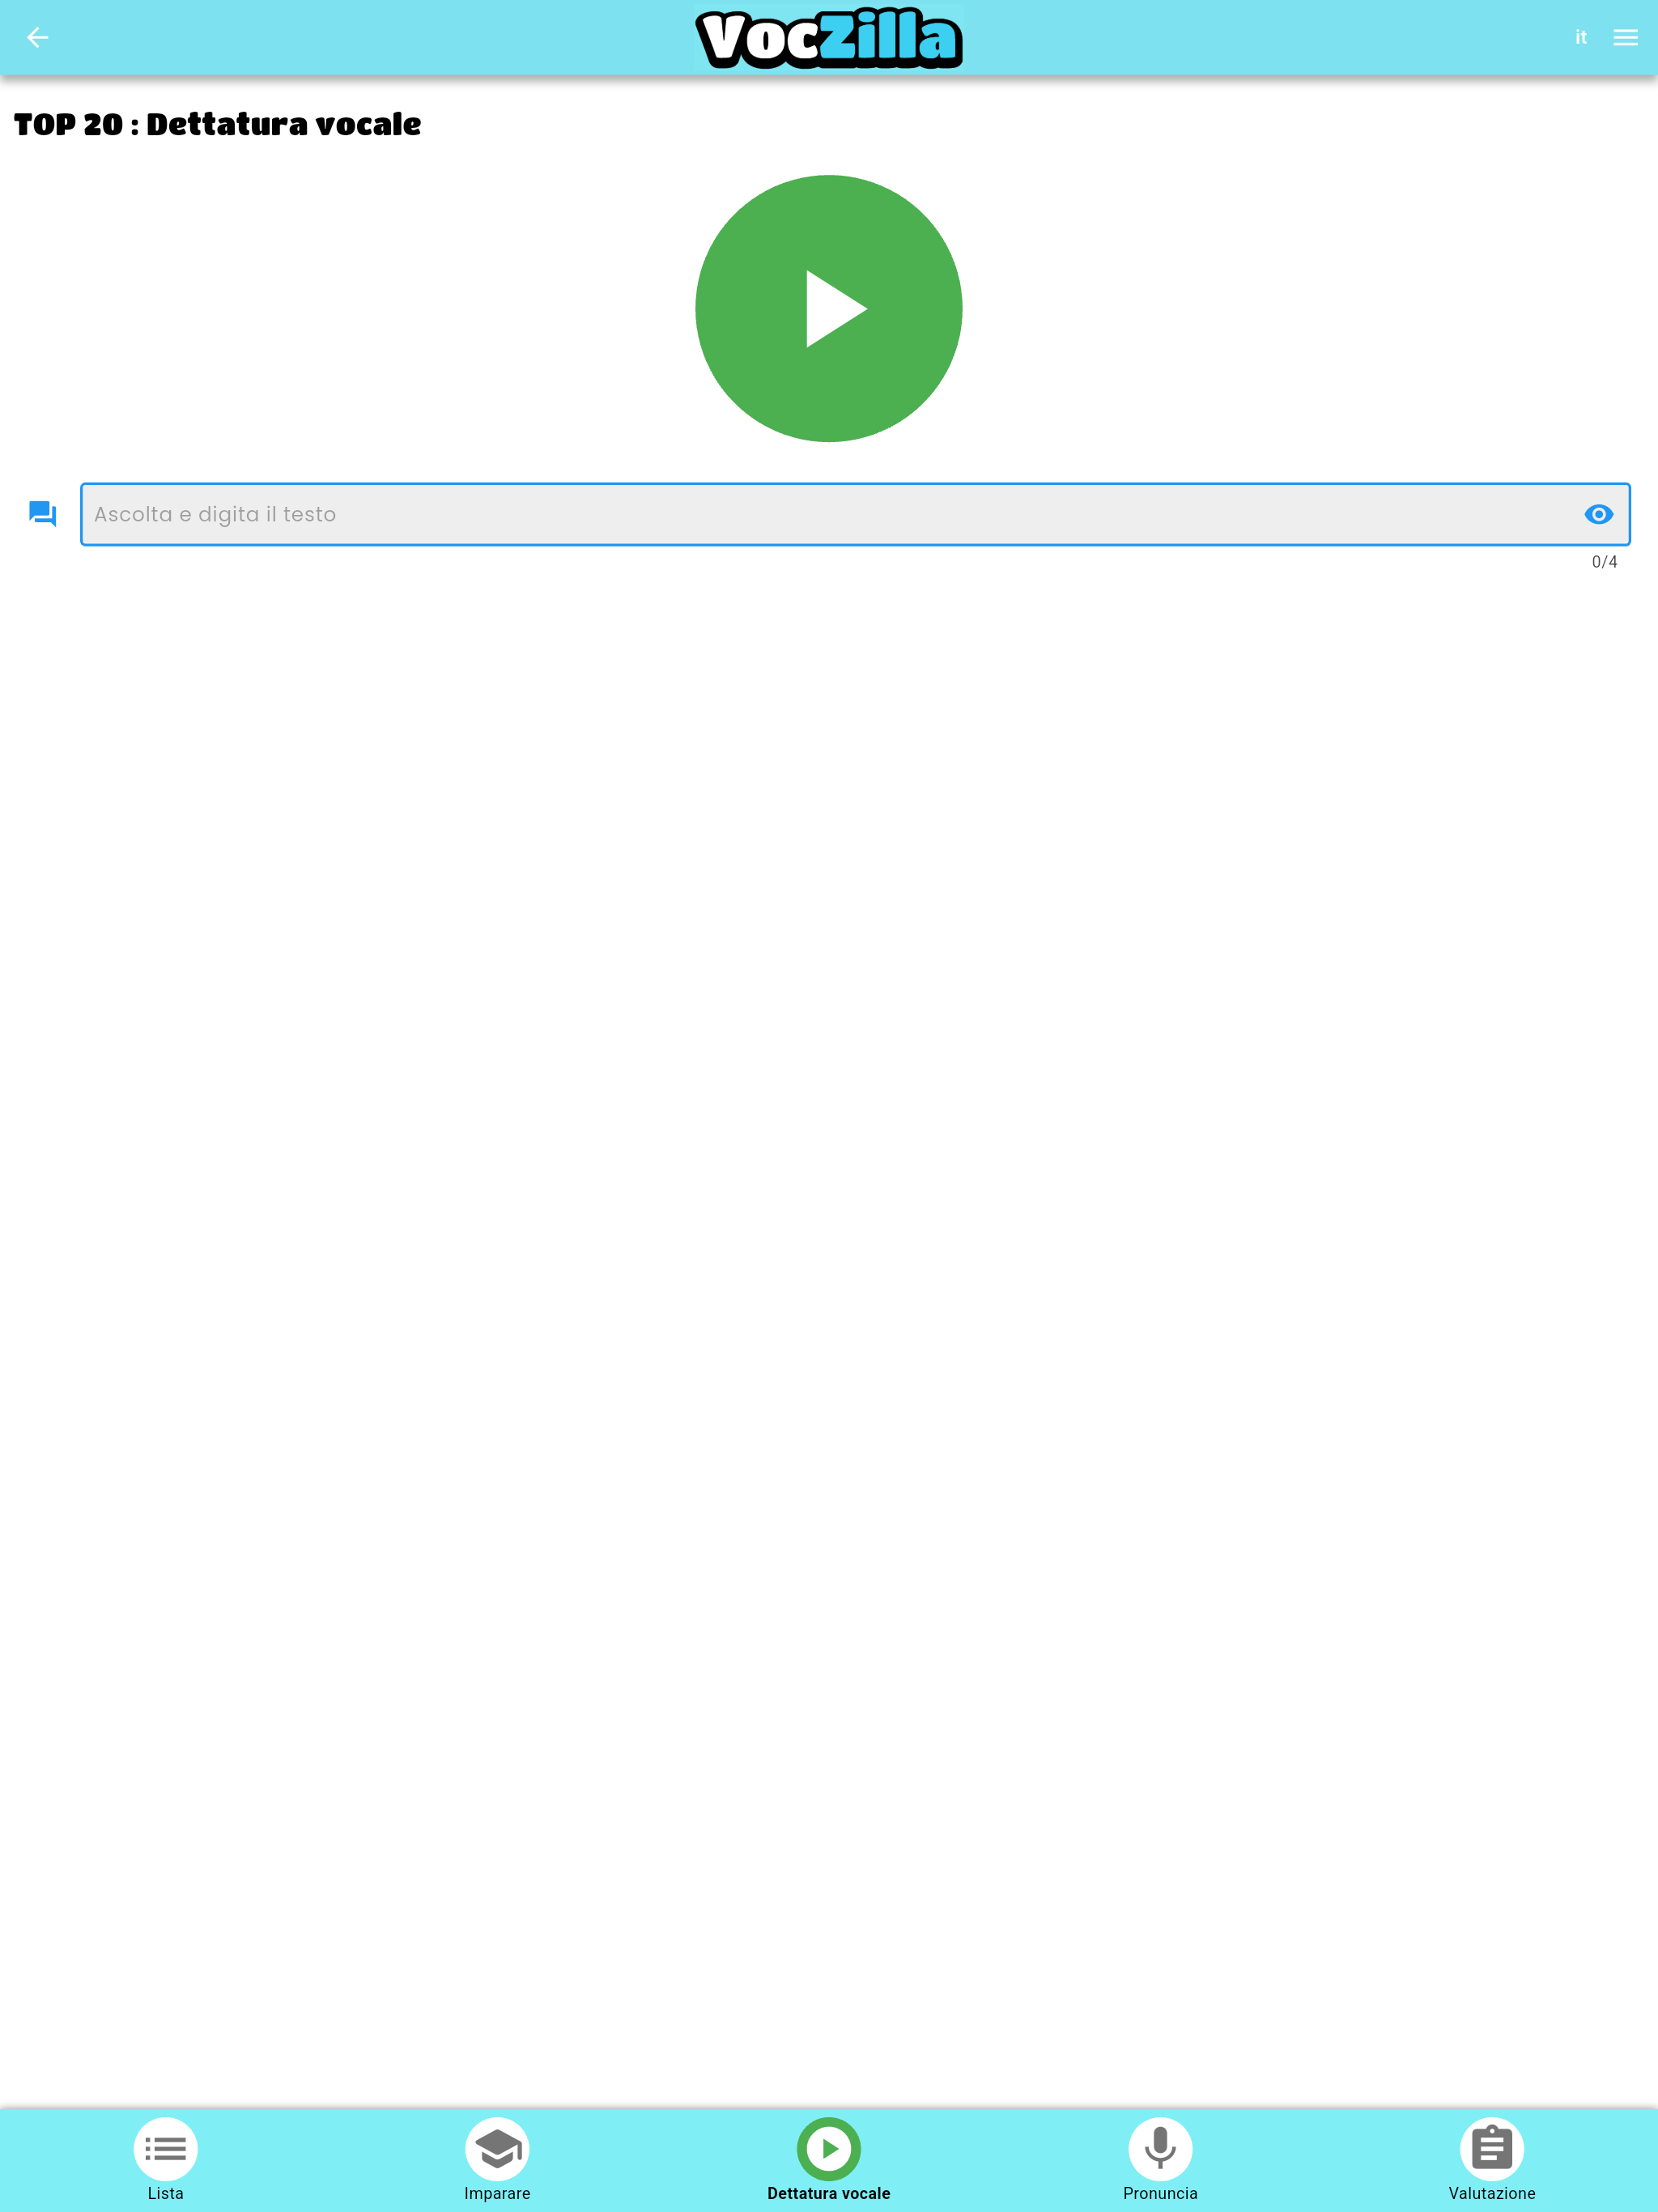 VocZilla
it
TOP 20 : Dettatura vocale
Ascolta e digita il testo
0/4
Lista
Imparare
Dettatura vocale
Pronuncia
Valutazione